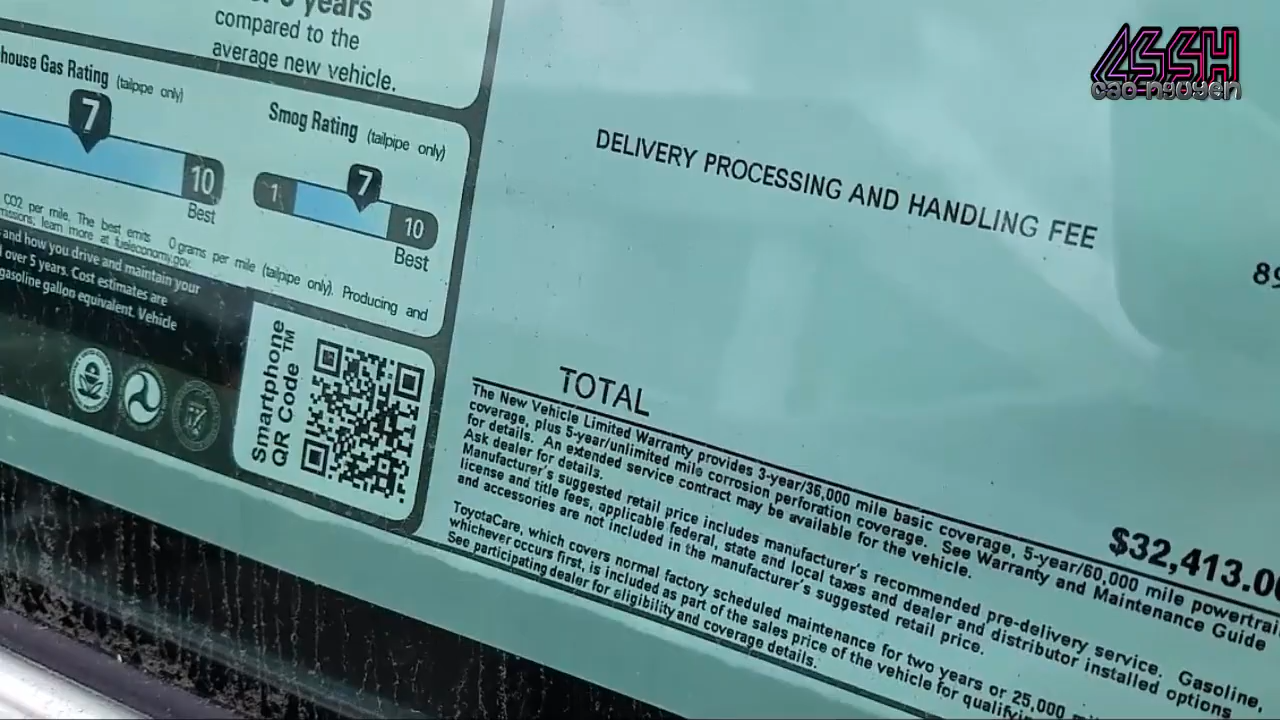 years
compared to the
average new vehicle.
house Gas Rating (tailpipe only)
7
10
Best
Smog Rating (tailpipe only)
1
7
10
Best
CO2 per mile. The best emits 0 grams per mile (tailpipe only). Producing and
learn more at fueleconomy.gov.
and how you drive and maintain your
over 5 years. Cost estimates are
gasoline gallon equivalent. Vehicle
Smartphone
QR Code™
DELIVERY PROCESSING AND HANDLING FEE
89
TOTAL
$32,413.00
The New Vehicle Limited Warranty provides 3-year/36,000 mile basic coverage, 5-year/60,000 mile powertrai
coverage, plus 5-year/unlimited mile corrosion perforation coverage. See Warranty and Maintenance Guide
for details. An extended service contract may be available for the vehicle.
Ask dealer for details.
Manufacturer's suggested retail price includes manufacturer's recommended pre-delivery service. Gasoline,
license and title fees, applicable federal, state and local taxes and dealer and distributor installed options
and accessories are not included in the manufacturer's suggested retail price.
ToyotaCare, which covers normal factory scheduled maintenance for two years or 25,000 mi
whichever occurs first, is included as part of the sales price of the vehicle for qualifyin
See participating dealer for eligibility and coverage details.
cao nguyên